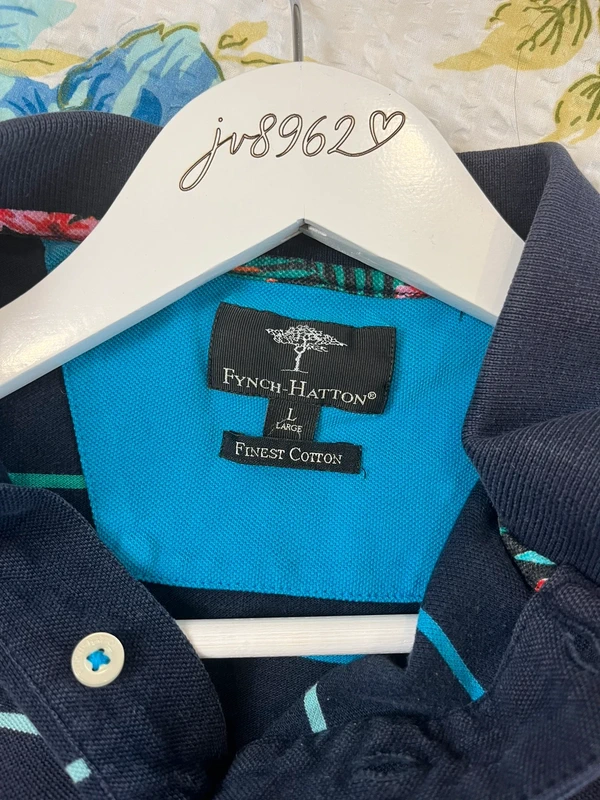 jv8962♡
FYNCH-HATTON®
L
LARGE
FINEST COTTON